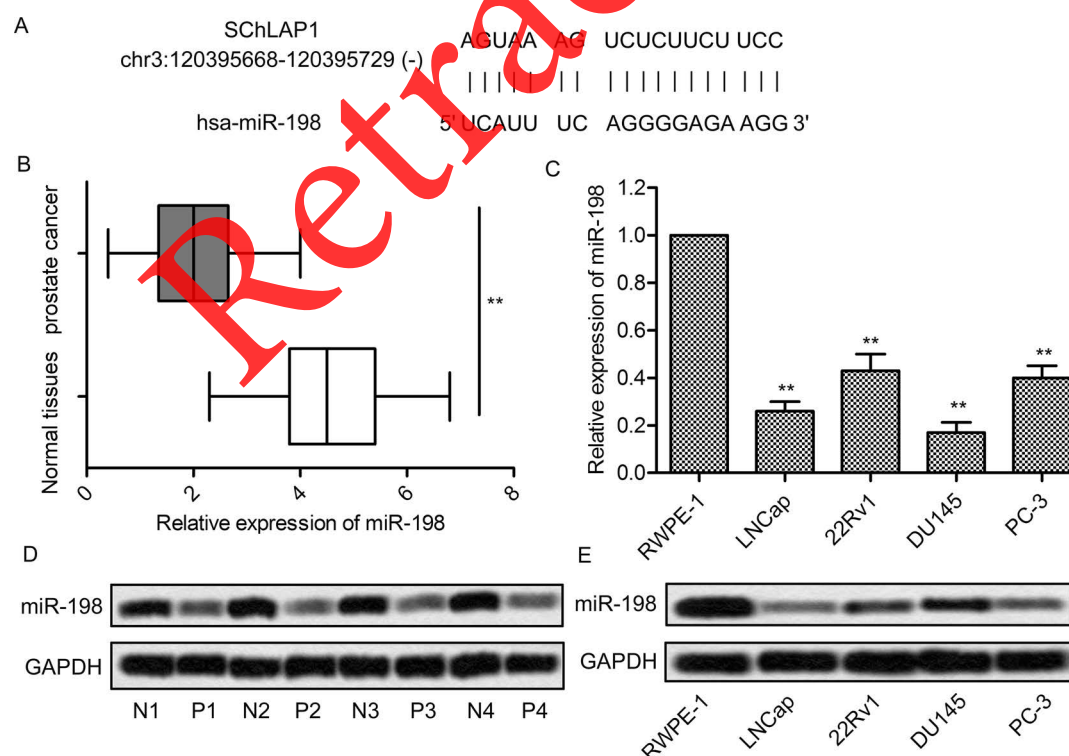 A
SChLAP1
chr3:120395668-120395729 (-)
AGUAA AG UCUCUUCU UCC
hsa-miR-198
5' UCAUU UC AGGGGAGA AGG 3'
Retra
B
Normal tissues prostate cancer
**
0 2 4 6 8
Relative expression of miR-198
C
Relative expression of miR-198
1.2
1.0
0.8
0.6
0.4
0.2
0.0
** ** ** **
RWPE-1 LNCap 22Rv1 DU145 PC-3
D
miR-198
GAPDH
N1 P1 N2 P2 N3 P3 N4 P4
E
miR-198
GAPDH
RWPE-1 LNCap 22Rv1 DU145 PC-3